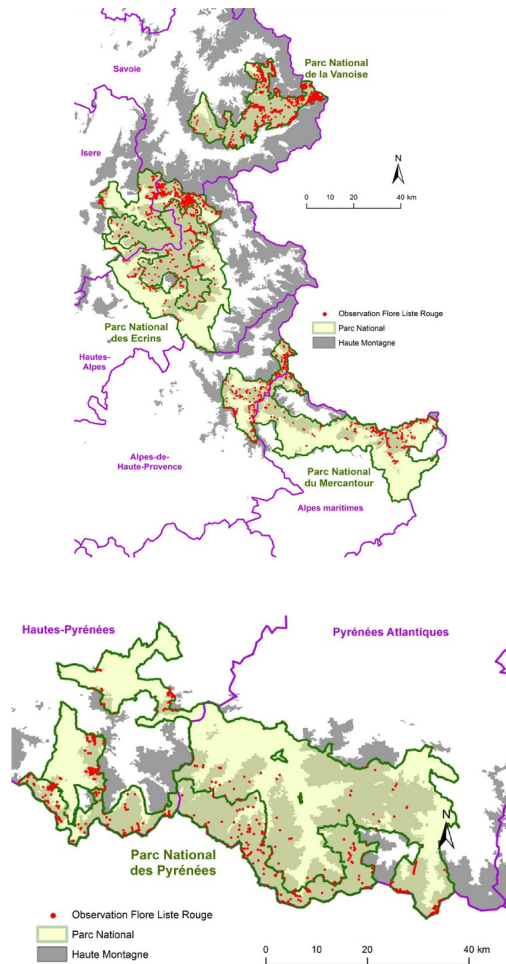 Savoie
Parc National
de la Vanoise
Isere
N
0 10 20 40 km
Observation Flore Liste Rouge
Parc National
Haute Montagne
Parc National
des Ecrins
Hautes-
Alpes
Alpes-de-
Haute-Provence
Parc National
du Mercantour
Alpes maritimes
Hautes-Pyrénées
Pyrénées Atlantiques
N
Parc National
des Pyrénées
Observation Flore Liste Rouge
Parc National
Haute Montagne
0 10 20 40 km